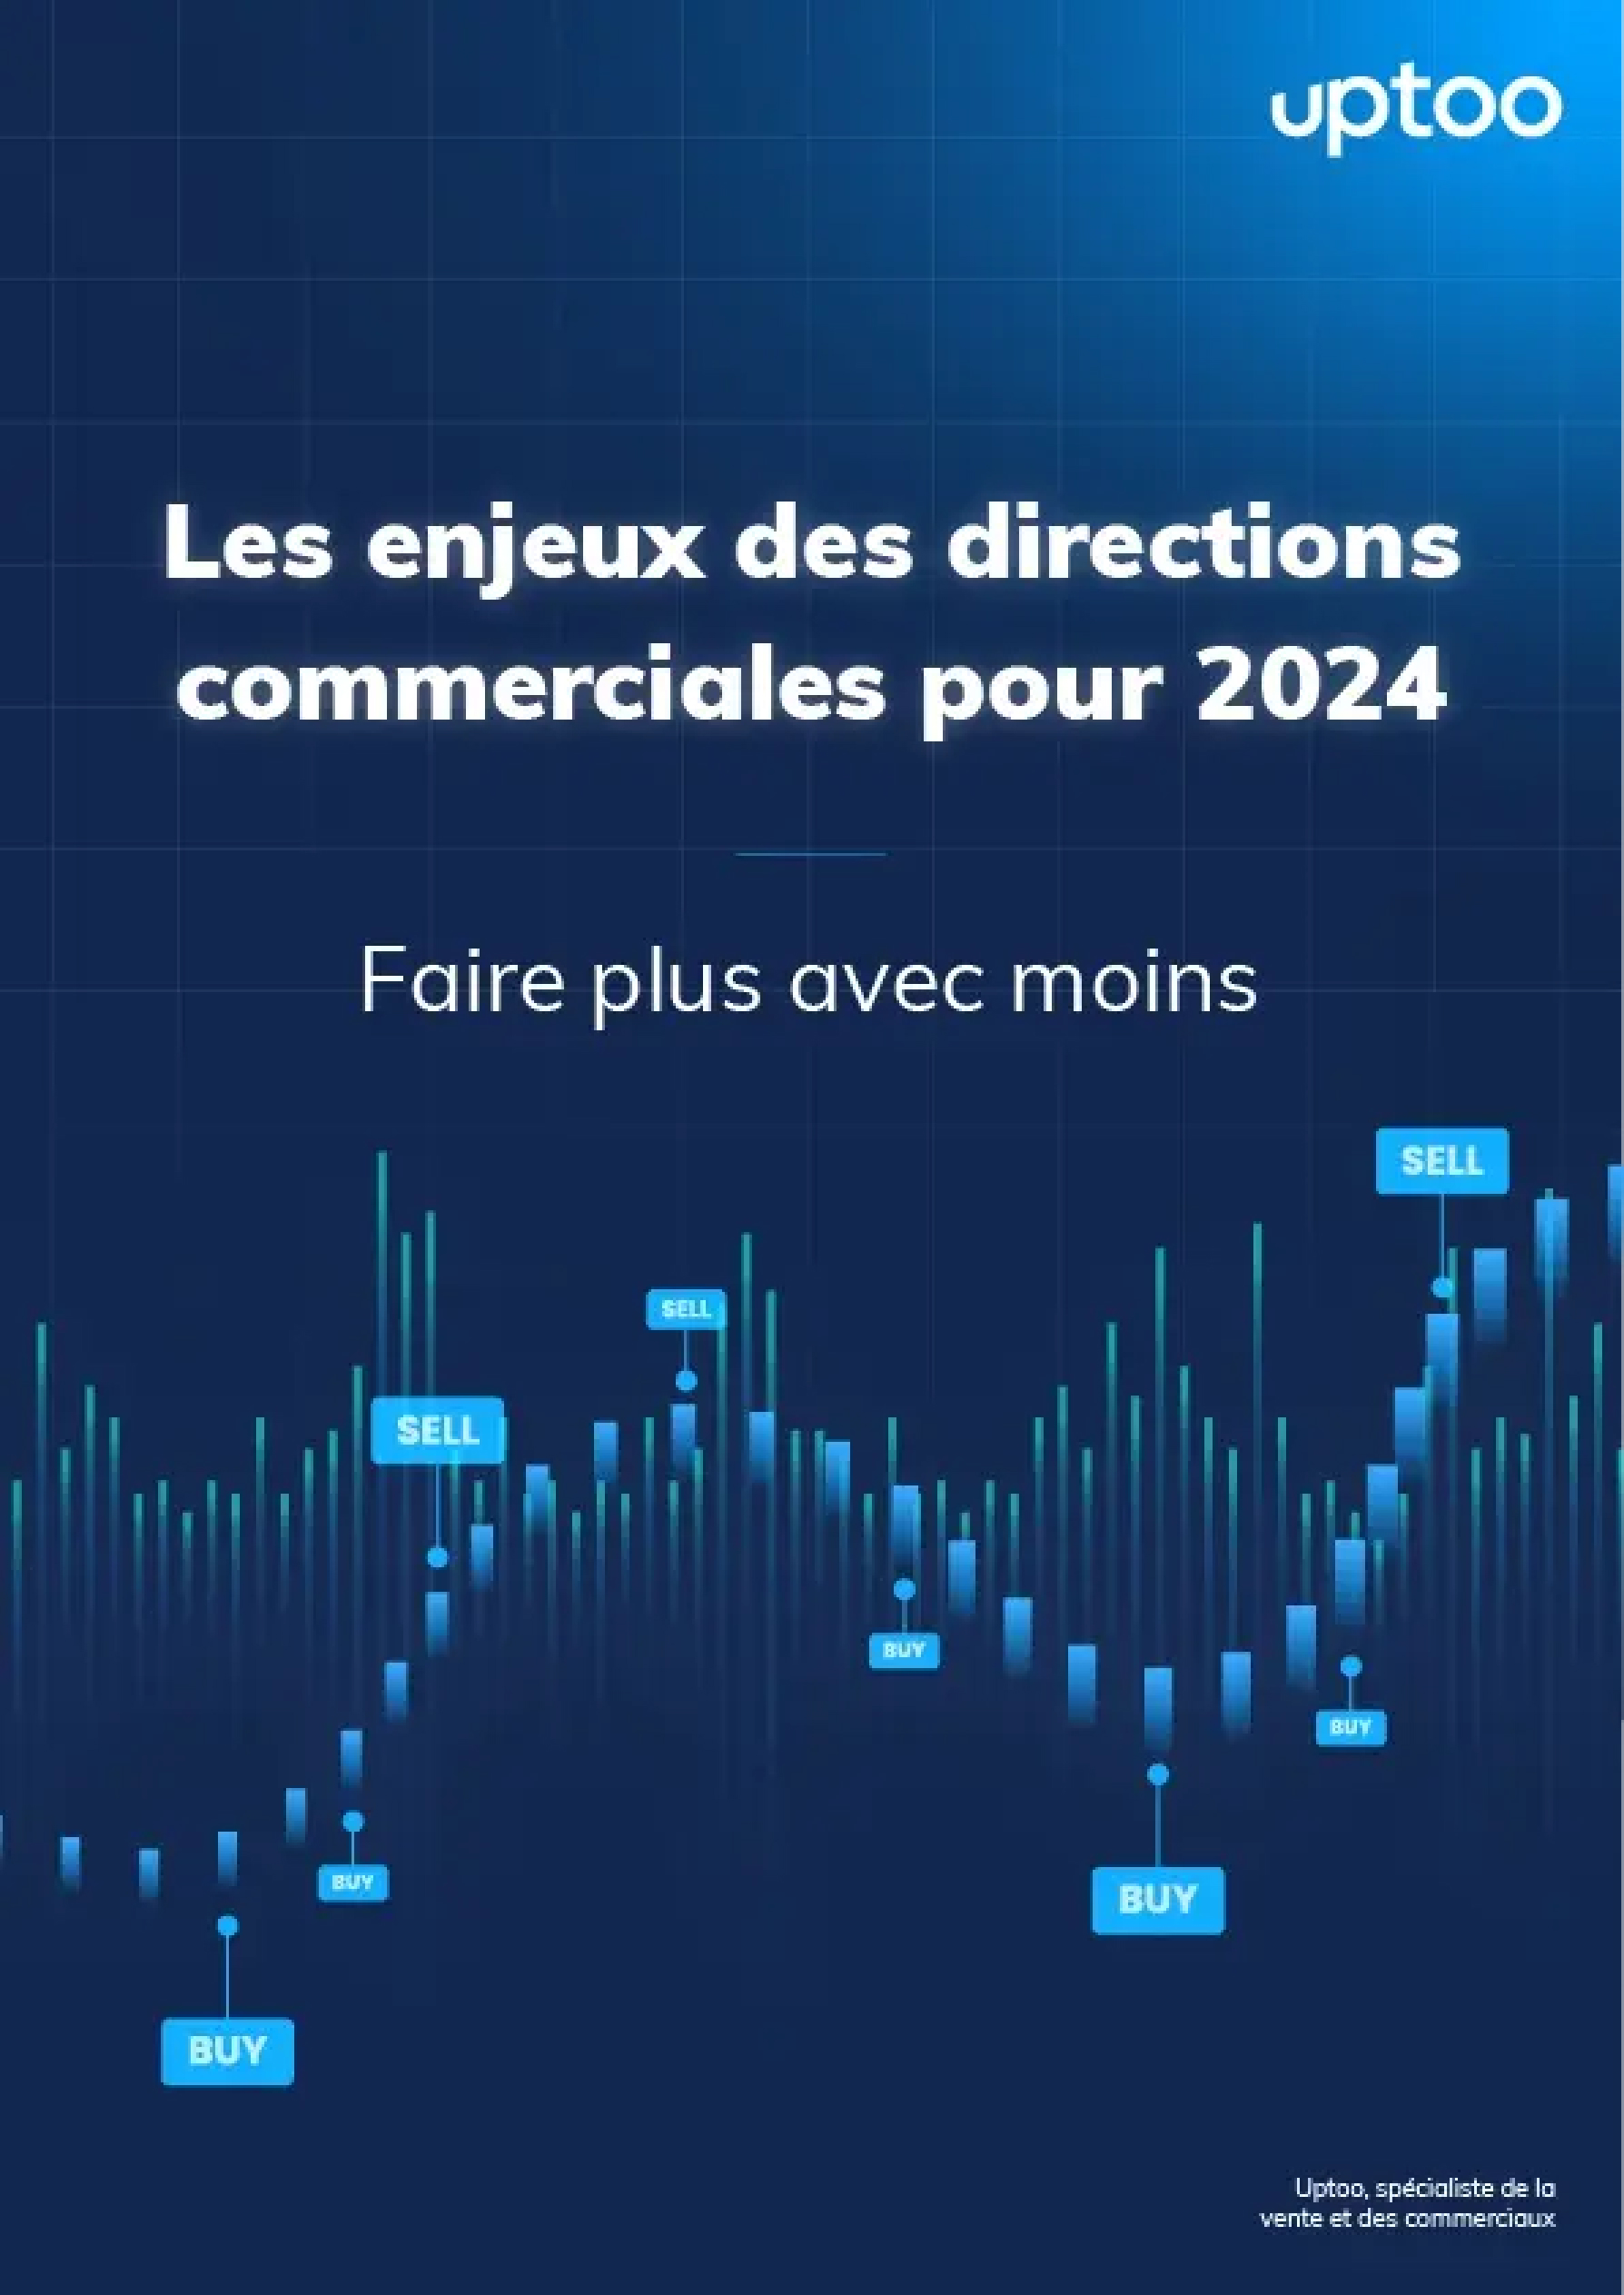 uptoo
Les enjeux des directions
commerciales pour 2024
Faire plus avec moins
SELL
SELL
SELL
BUY
BUY
BUY
BUY
BUY
Uptoo, spécialiste de la
vente et des commerciaux